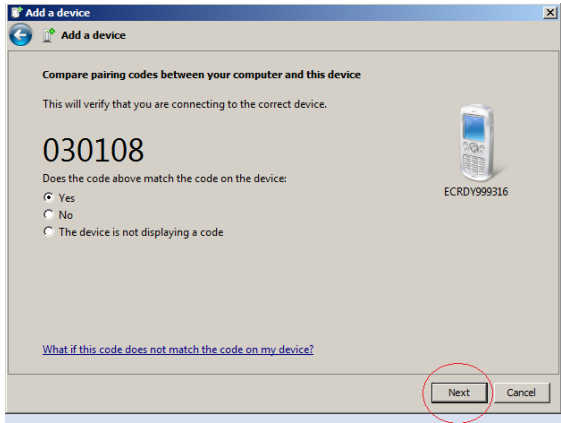 Add a device
Add a device
Compare pairing codes between your computer and this device
This will verify that you are connecting to the correct device.
030108
Does the code above match the code on the device:
ECRDY999316
Yes
No
The device is not displaying a code
What if this code does not match the code on my device?
Next Cancel